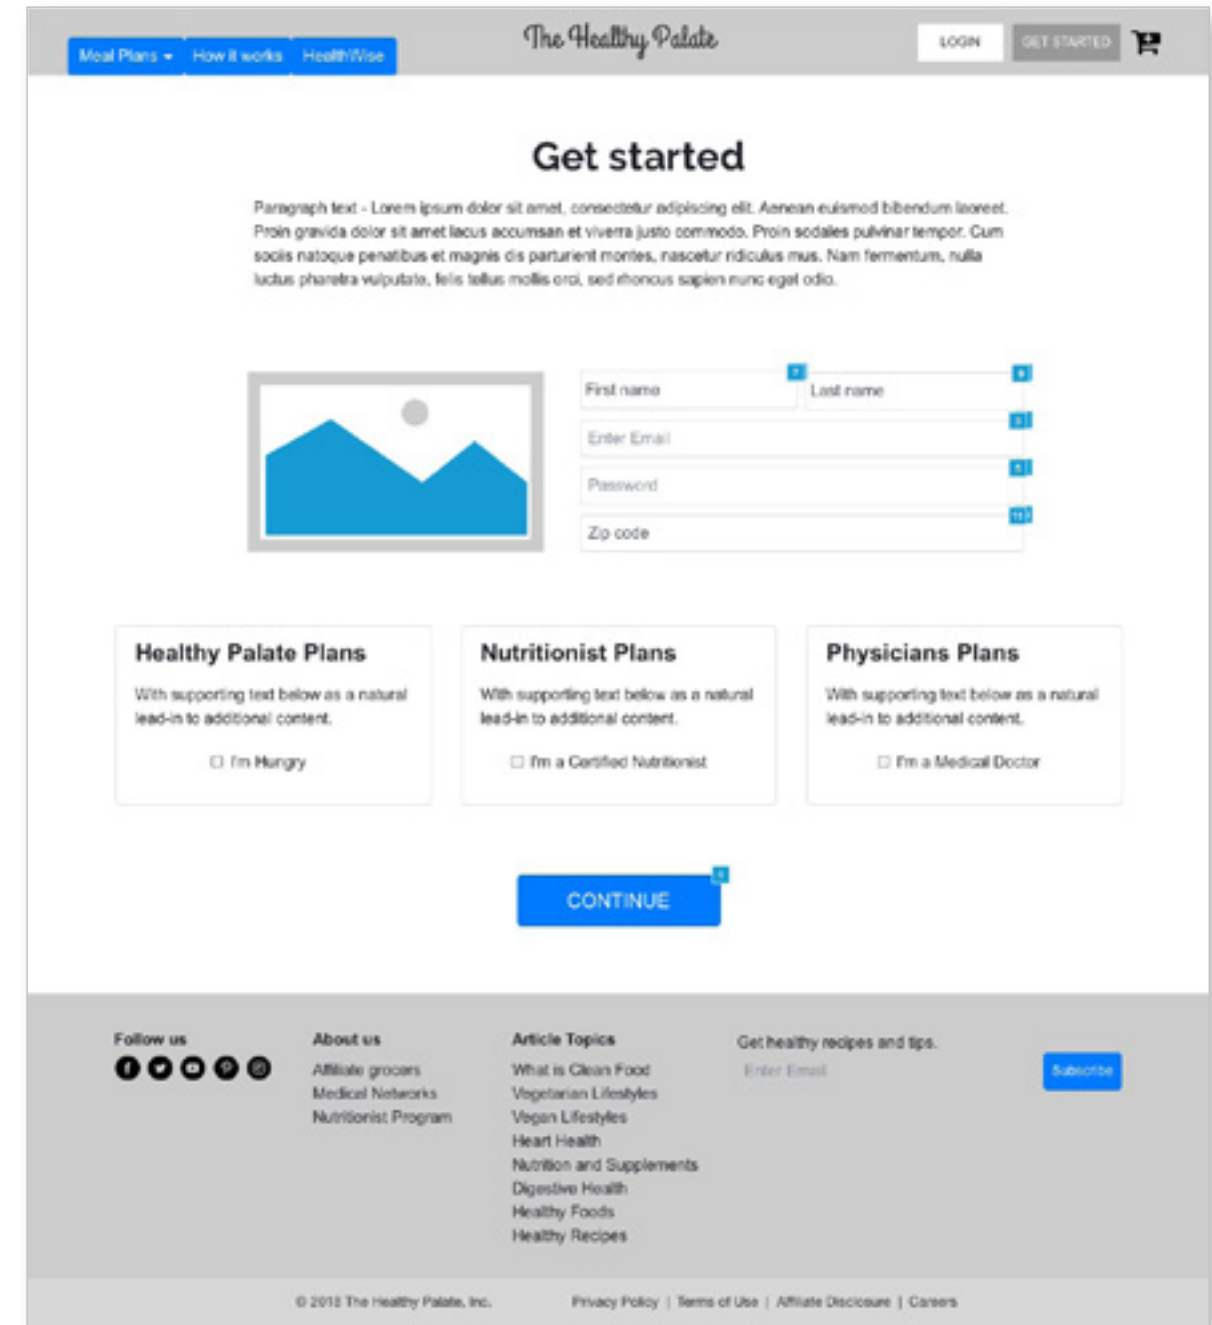 The Healthy Palate
Meal Plans How it works HealthWise
LOGIN GET STARTED
Get started
Paragraph text - Lorem ipsum dolor sit amet, consectetur adipiscing elit. Aenean euismod bibendum laoreet.
Proin gravida dolor sit amet lacus accumsan et viverra justo commodo. Proin sodales pulvinar tempor. Cum
sociis natoque penatibus et magnis dis parturient montes, nascetur ridiculus mus. Nam fermentum, nulla
luctus pharetra vulputate, felis tellus mollis orci, sed rhoncus sapien nunc eget odio.
First name
Last name
Enter Email
Password
Zip code
Healthy Palate Plans
With supporting text below as a natural
lead-in to additional content.
I'm Hungry
Nutritionist Plans
With supporting text below as a natural
lead-in to additional content.
I'm a Certified Nutritionist
Physicians Plans
With supporting text below as a natural
lead-in to additional content.
I'm a Medical Doctor
CONTINUE
Follow us
About us
Affiliate grocers
Medical Networks
Nutritionist Program
Article Topics
What is Clean Food
Vegetarian Lifestyles
Vegan Lifestyles
Heart Health
Nutrition and Supplements
Digestive Health
Healthy Foods
Healthy Recipes
Get healthy recipes and tips.
Enter Email
Subscribe
© 2018 The Healthy Palate, Inc.
Privacy Policy | Terms of Use | Affiliate Disclosure | Careers